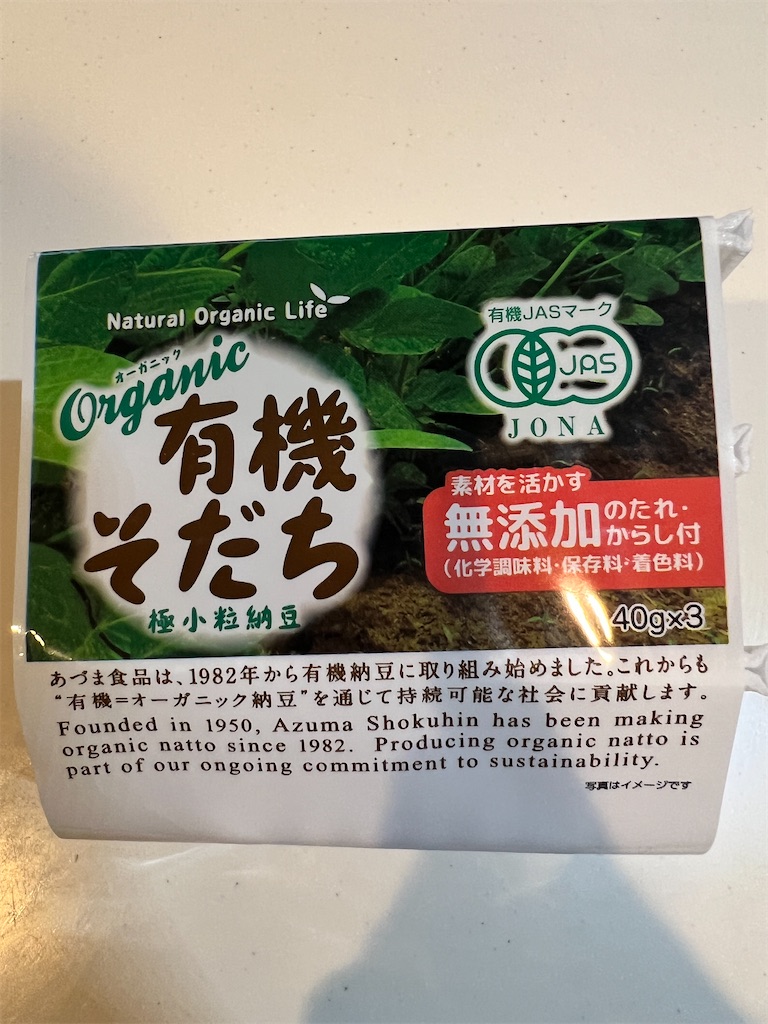 Natural Organic Life
オーガニック
Organic
有機
そだち
極小粒納豆
有機JASマーク
JAS
JONA
素材を活かす
無添加のたれ・からし付
(化学調味料・保存料・着色料)
40g×3
あづま食品は、1982年から有機納豆に取り組み始めました。これからも
“有機=オーガニック納豆”を通じて持続可能な社会に貢献します。
Founded in 1950, Azuma Shokuhin has been making
organic natto since 1982. Producing organic natto is
part of our ongoing commitment to sustainability.
写真はイメージです